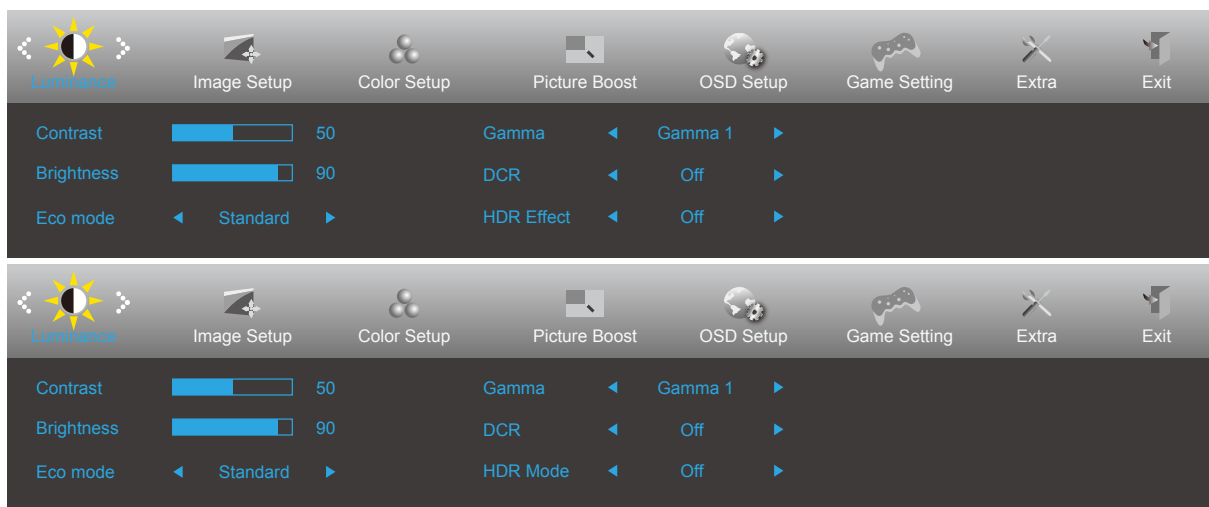 Luminance Image Setup Color Setup Picture Boost OSD Setup Game Setting Extra Exit
Contrast 50 Gamma Gamma 1
Brightness 90 DCR Off
Eco mode Standard HDR Effect Off
Luminance Image Setup Color Setup Picture Boost OSD Setup Game Setting Extra Exit
Contrast 50 Gamma Gamma 1
Brightness 90 DCR Off
Eco mode Standard HDR Mode Off